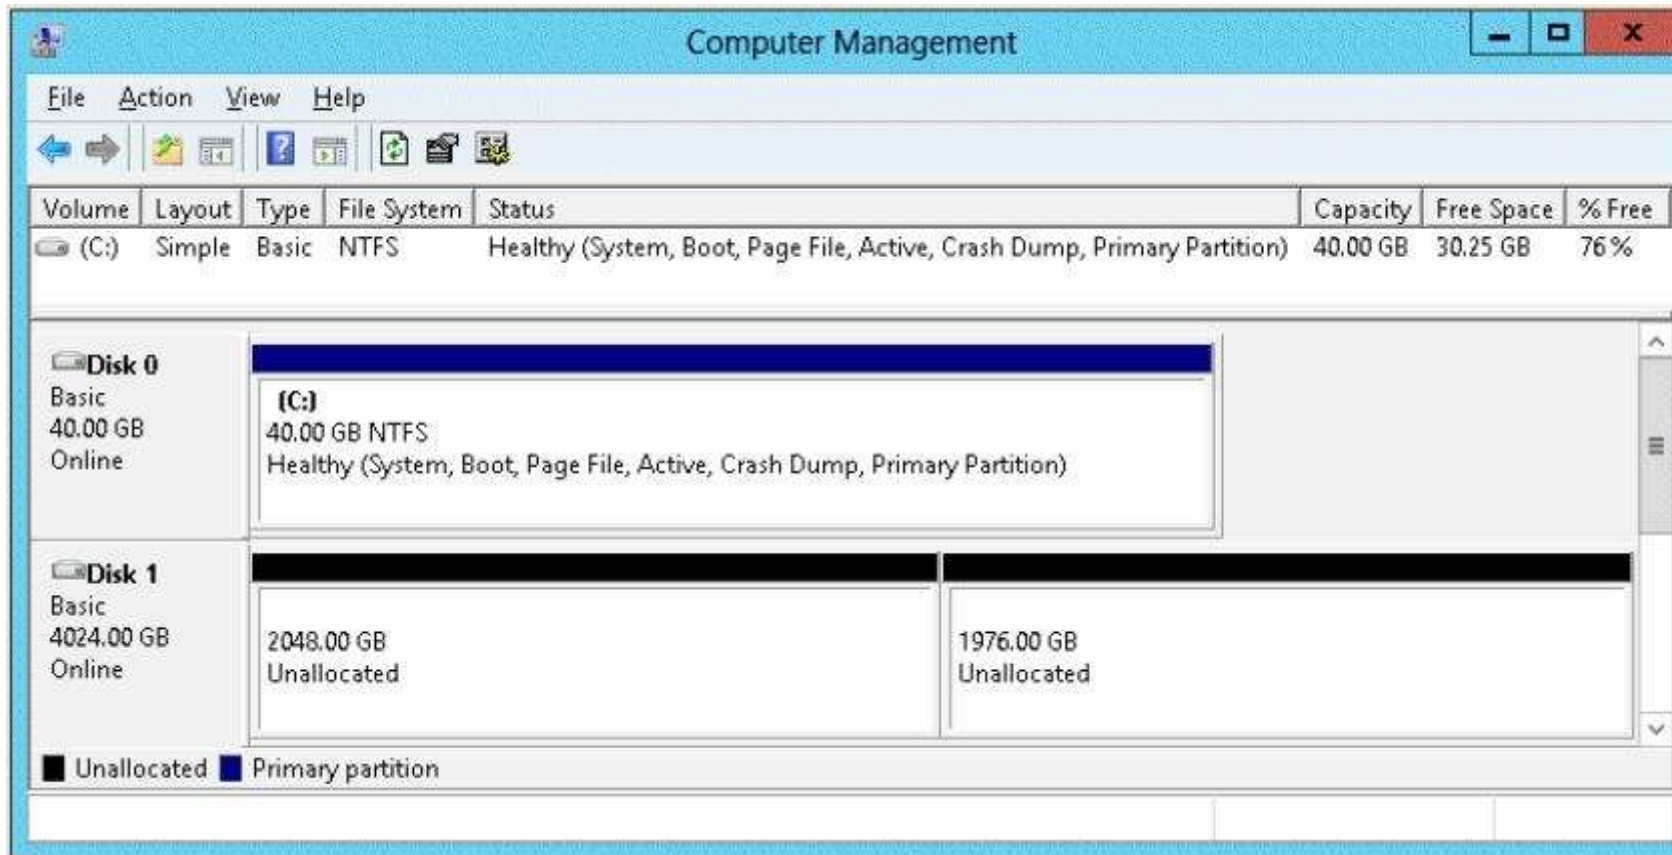 Computer Management
File Action View Help
Volume Layout Type File System Status Capacity Free Space % Free
(C:) Simple Basic NTFS Healthy (System, Boot, Page File, Active, Crash Dump, Primary Partition) 40.00 GB 30.25 GB 76 %
Disk 0
Basic
40.00 GB
Online
(C:)
40.00 GB NTFS
Healthy (System, Boot, Page File, Active, Crash Dump, Primary Partition)
Disk 1
Basic
4024.00 GB
Online
2048.00 GB
Unallocated
1976.00 GB
Unallocated
Unallocated Primary partition